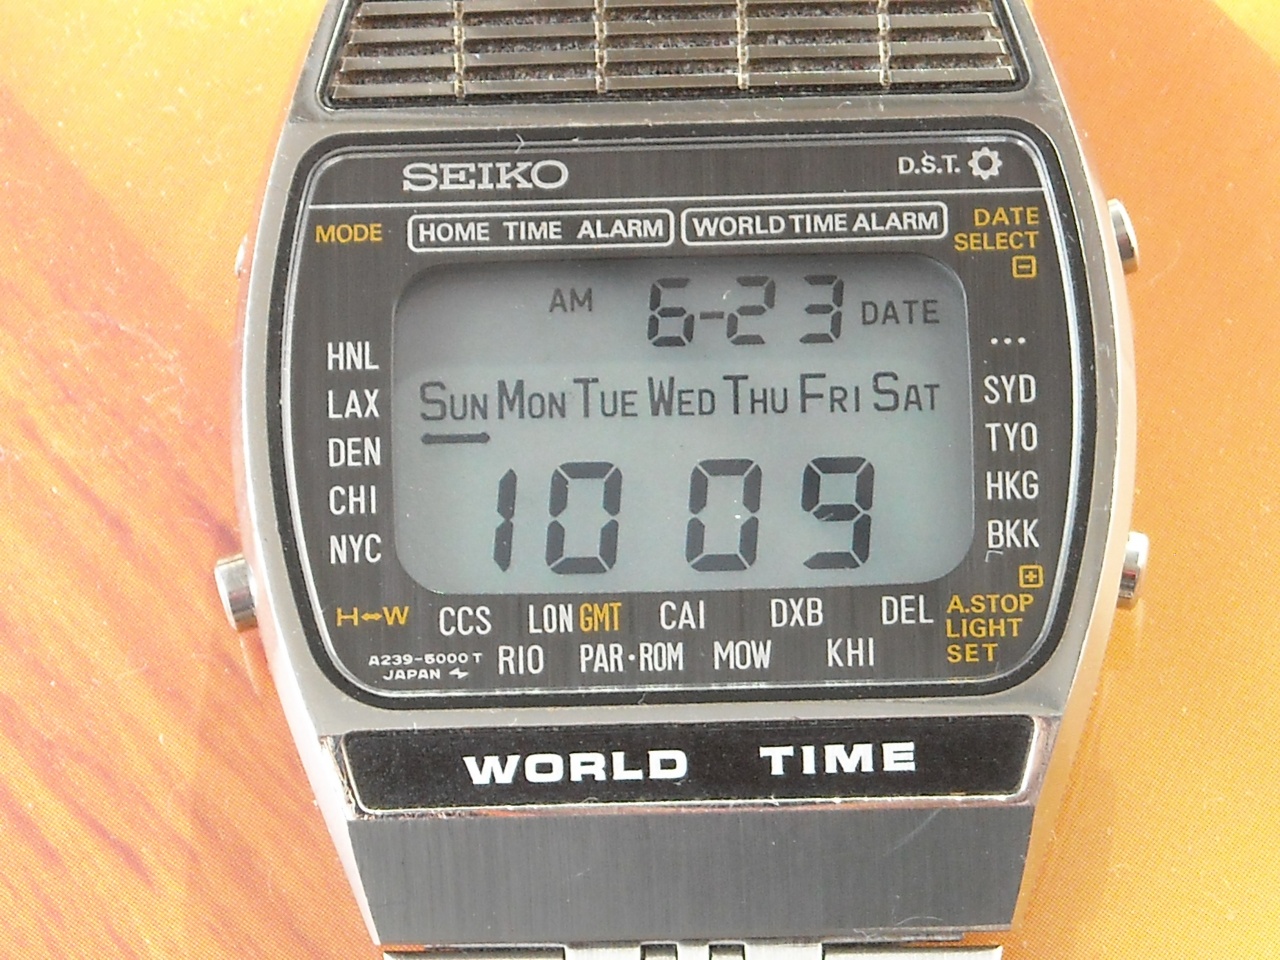 SEIKO D.S.T.
MODE HOME TIME ALARM WORLD TIME ALARM DATE
SELECT
AM 6-23 DATE
HNL ...
SUN MON TUE WED THU FRI SAT
LAX SYD
DEN TYO
CHI HKG
NYC BKK
10 09
H↔W CCS LON GMT CAI DXB DEL A.STOP
LIGHT
A239-5000 T RIO PAR·ROM MOW KHI SET
JAPAN
WORLD TIME